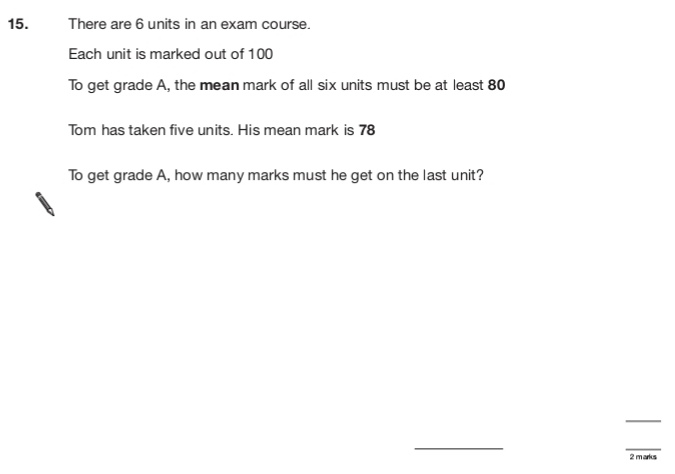 15. There are 6 units in an exam course.
Each unit is marked out of 100
To get grade A, the mean mark of all six units must be at least 80
Tom has taken five units. His mean mark is 78
To get grade A, how many marks must he get on the last unit?
2 marks